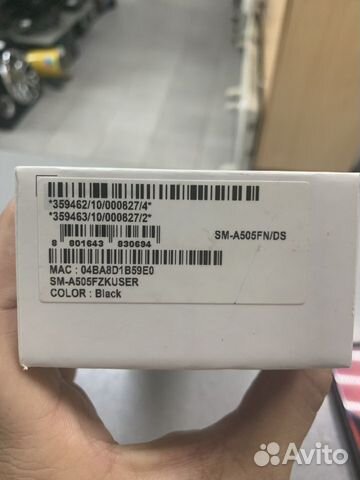 *359462/10/000827/4*
*359463/10/000827/2*
SM-A505FN/DS
8 801643 830694
MAC : 04BA8D1B59E0
SM-A505FZKUSER
COLOR : Black
Avito